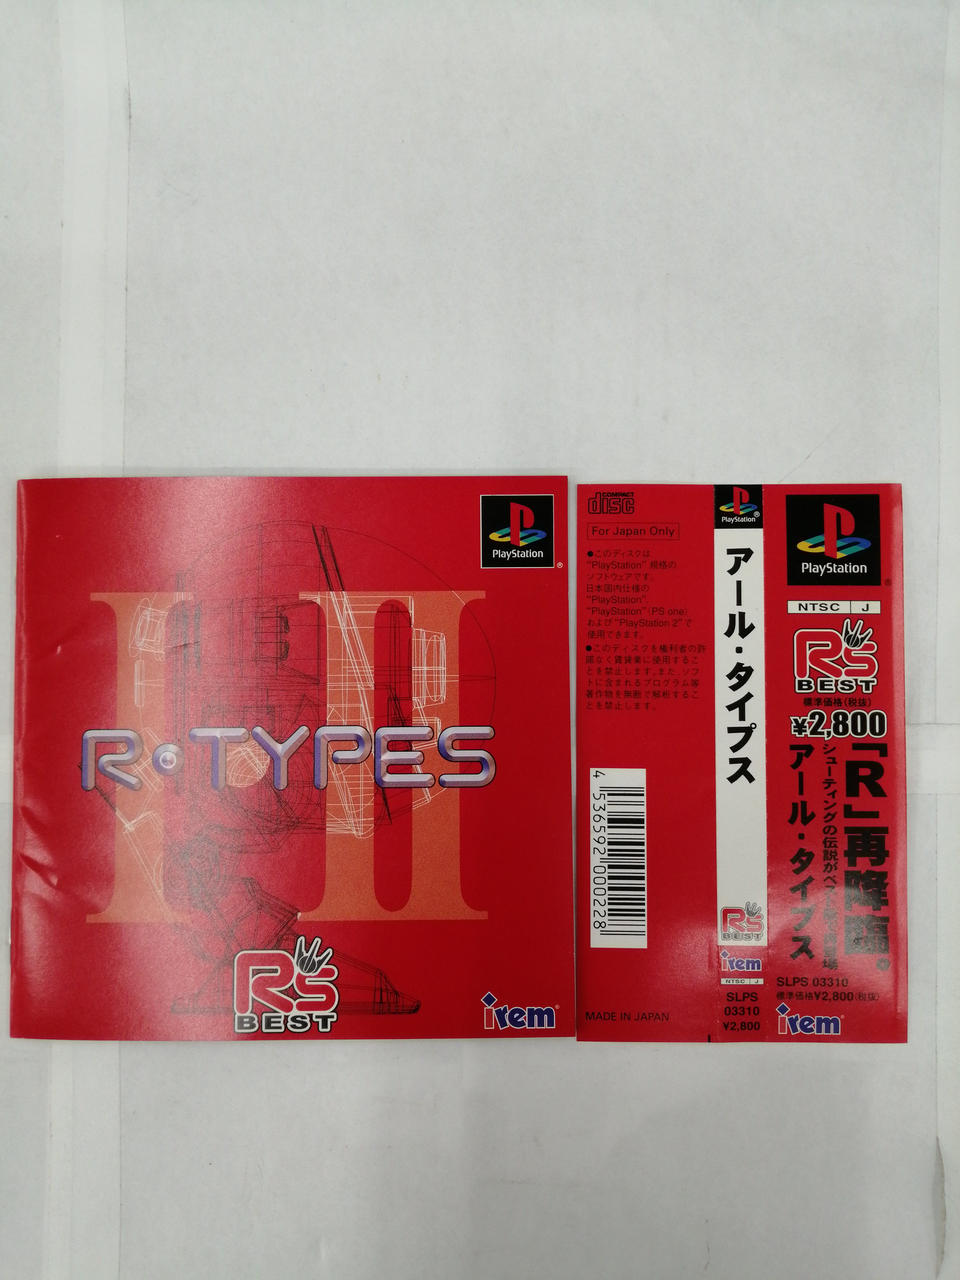 PlayStation
I II
R·TYPES
R's
BEST
irem
COMPACT
disc
For Japan Only
●このディスクは
"PlayStation" 規格の
ソフトウェアです。
日本国内仕様の
"PlayStation",
"PlayStation"(PS one)
および "PlayStation 2" で
使用できます。
●このディスクを権利者の許
諾なく賃貸業に使用するこ
とを禁止します。また、ソフ
トに含まれるプログラム等
著作物を無断で解析するこ
とを禁止します。
4 536592 000228
MADE IN JAPAN
PlayStation
アール・タイプス
R's
BEST
irem
NTSC J
SLPS
03310
¥2,800
PlayStation
NTSC J
R's
BEST
標準価格(税抜)
¥2,800
「R」再降臨。
アール・タイプス
SLPS 03310
標準価格¥2,800(税抜)
irem